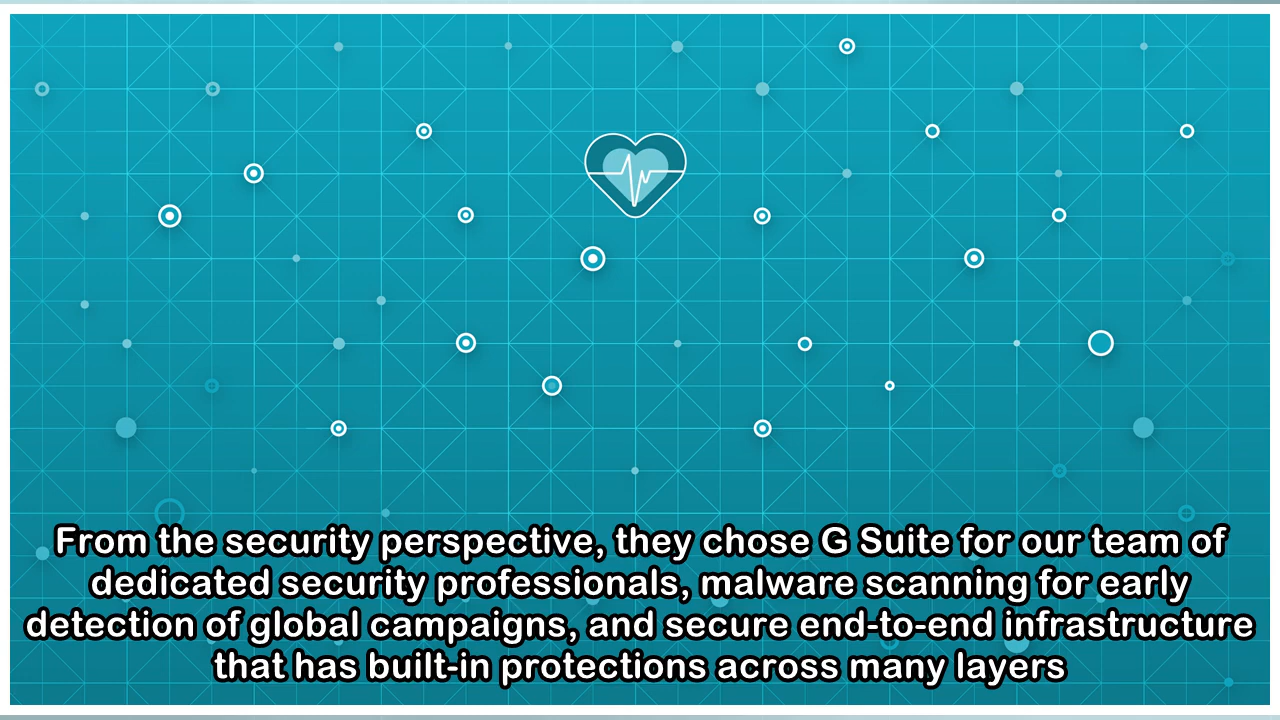 From the security perspective, they chose G Suite for our team of
dedicated security professionals, malware scanning for early
detection of global campaigns, and secure end-to-end infrastructure
that has built-in protections across many layers